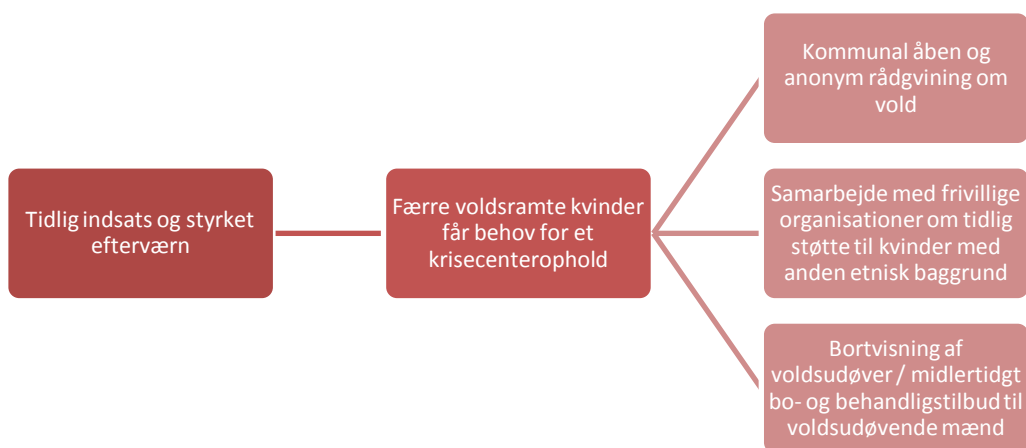 Tidlig indsats og styrket
efterværn
Færre voldsramte kvinder
får behov for et
krisecenterophold
Kommunal åben og
anonym rådgvining om
vold
Samarbejde med frivillige
organisationer om tidlig
støtte til kvinder med
anden etnisk baggrund
Bortvisning af
voldsudøver / midlertidgt
bo- og behandligstilbud til
voldsudøvende mænd